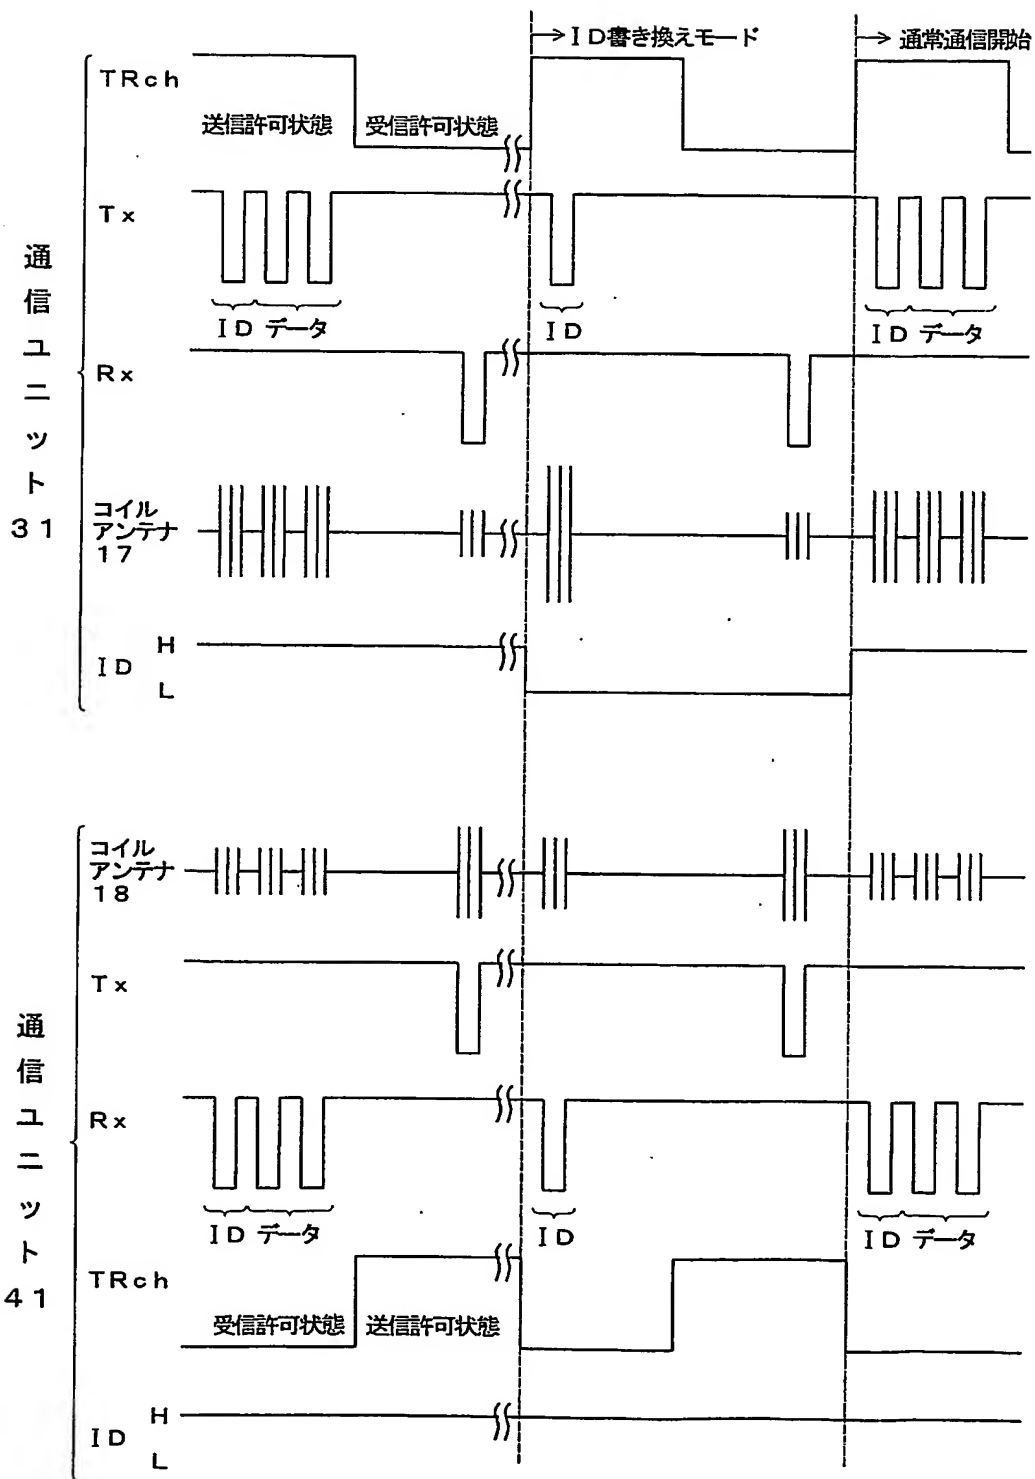 →ID書き換えモード
→ 通常通信開始
通信ユニット31
TRch
送信許可状態 受信許可状態
Tx
ID データ
ID
ID データ
Rx
コイル
アンテナ
17
ID H
L
通信ユニット41
コイル
アンテナ
18
Tx
Rx
ID データ
ID
ID データ
TRch
受信許可状態 送信許可状態
ID H
L